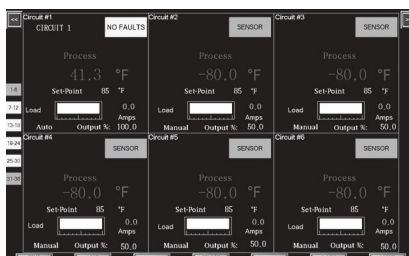 <<
Circuit #1
CIRCUIT 1
NO FAULTS
Process
41.3 °F
Set-Point 85 °F
Load
0.0
Amps
Auto Output %: 100.0
Circuit #2
SENSOR
Process
-80.0 °F
Set-Point 85 °F
Load
0.0
Amps
Manual Output %: 50.0
Circuit #3
SENSOR
Process
-80.0 °F
Set-Point 85 °F
Load
0.0
Amps
Manual Output %: 50.0
1-6
7-12
13-18
19-24
25-30
31-36
Circuit #4
SENSOR
Process
-80.0 °F
Set-Point 85 °F
Load
0.0
Amps
Manual Output %: 50.0
Circuit #5
SENSOR
Process
-80.0 °F
Set-Point 85 °F
Load
0.0
Amps
Manual Output %: 50.0
Circuit #6
SENSOR
Process
-80.0 °F
Set-Point 85 °F
Load
0.0
Amps
Manual Output %: 50.0